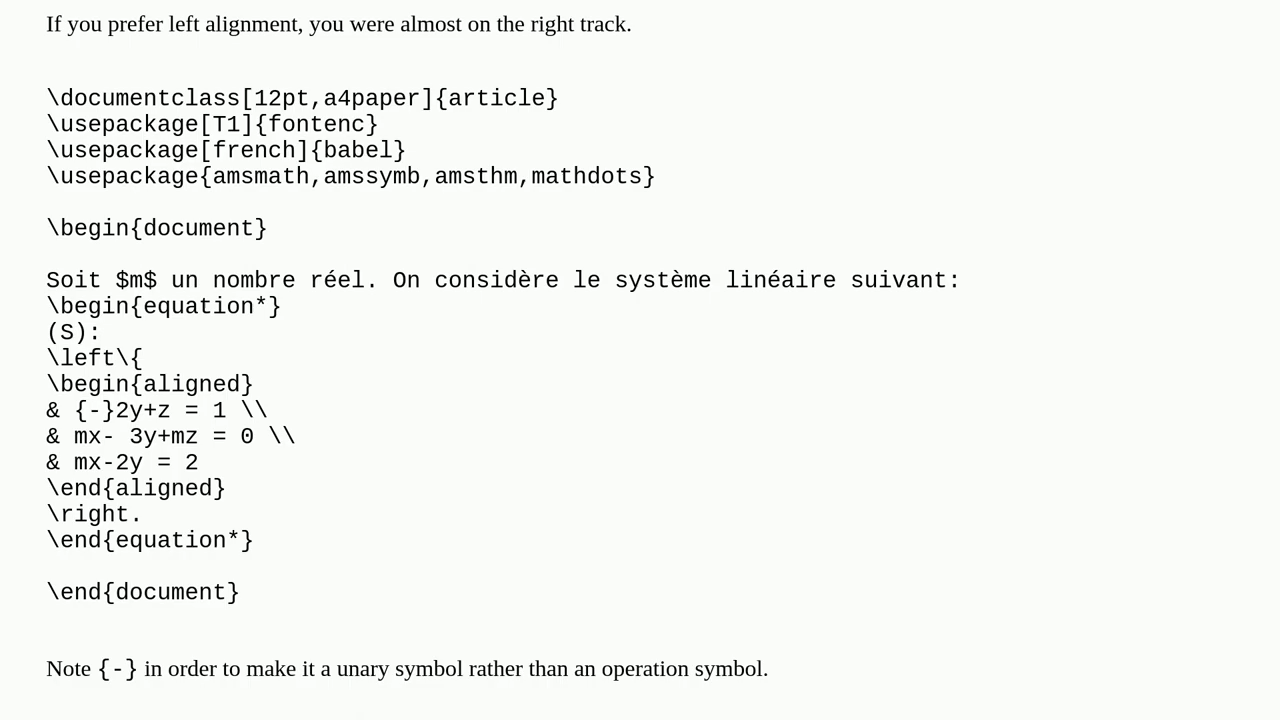 If you prefer left alignment, you were almost on the right track.
\documentclass[12pt,a4paper]{article}
\usepackage[T1]{fontenc}
\usepackage[french]{babel}
\usepackage{amsmath,amssymb,amsthm,mathdots}
\begin{document}
Soit $m$ un nombre réel. On considère le système linéaire suivant:
\begin{equation*}
(S):
\left\{
\begin{aligned}
& {-}2y+z = 1 \\
& mx- 3y+mz = 0 \\
& mx-2y = 2
\end{aligned}
\right.
\end{equation*}
\end{document}
Note {-} in order to make it a unary symbol rather than an operation symbol.